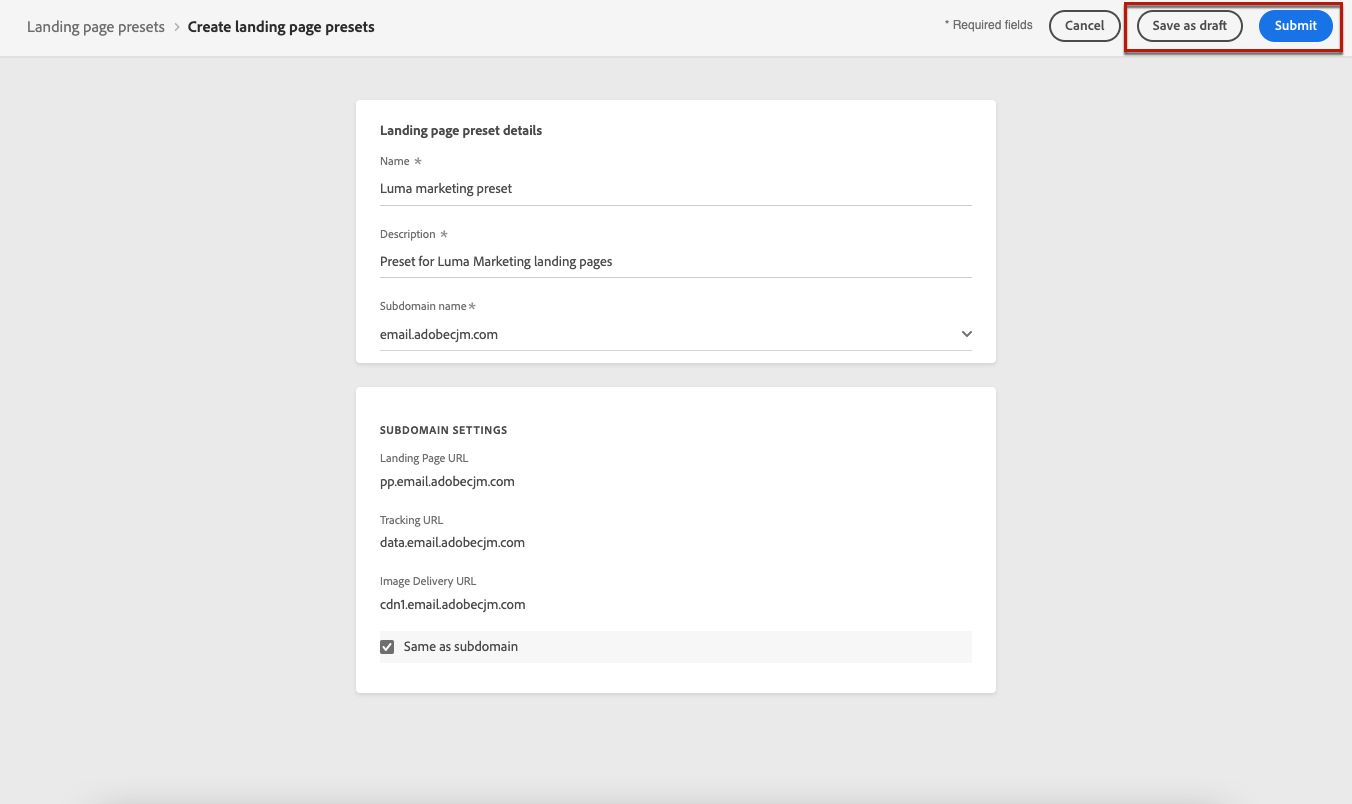 Landing page presets > Create landing page presets
* Required fields
Cancel
Save as draft
Submit
Landing page preset details
Name *
Luma marketing preset
Description *
Preset for Luma Marketing landing pages
Subdomain name*
email.adobecjm.com
SUBDOMAIN SETTINGS
Landing Page URL
pp.email.adobecjm.com
Tracking URL
data.email.adobecjm.com
Image Delivery URL
cdn1.email.adobecjm.com
Same as subdomain